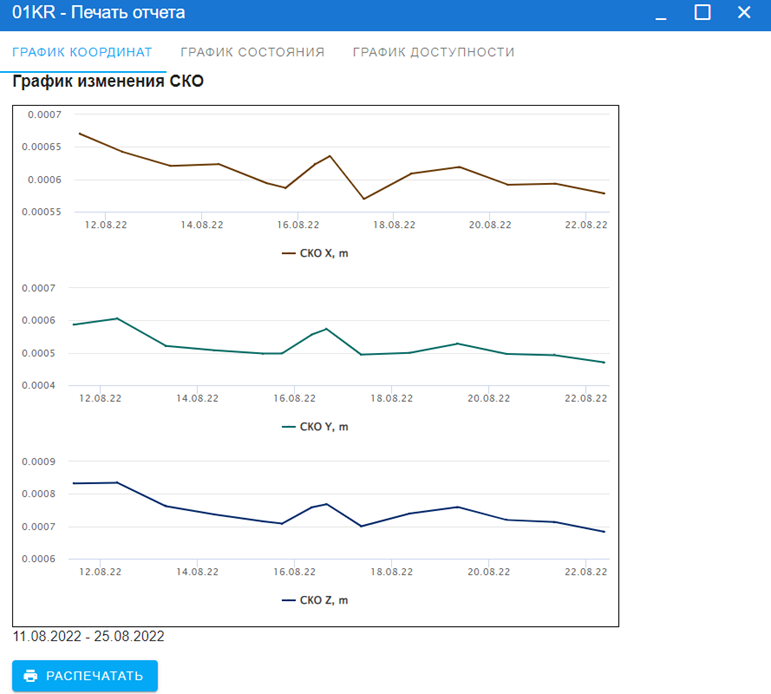 01KR - Печать отчета
ГРАФИК КООРДИНАТ ГРАФИК СОСТОЯНИЯ ГРАФИК ДОСТУПНОСТИ
График изменения СКО
0.0007
0.00065
0.0006
0.00055
12.08.22 14.08.22 16.08.22 18.08.22 20.08.22 22.08.22
СКО X, m
0.0007
0.0006
0.0005
0.0004
12.08.22 14.08.22 16.08.22 18.08.22 20.08.22 22.08.22
СКО Y, m
0.0009
0.0008
0.0007
0.0006
12.08.22 14.08.22 16.08.22 18.08.22 20.08.22 22.08.22
СКО Z, m
11.08.2022 - 25.08.2022
РАСПЕЧАТАТЬ